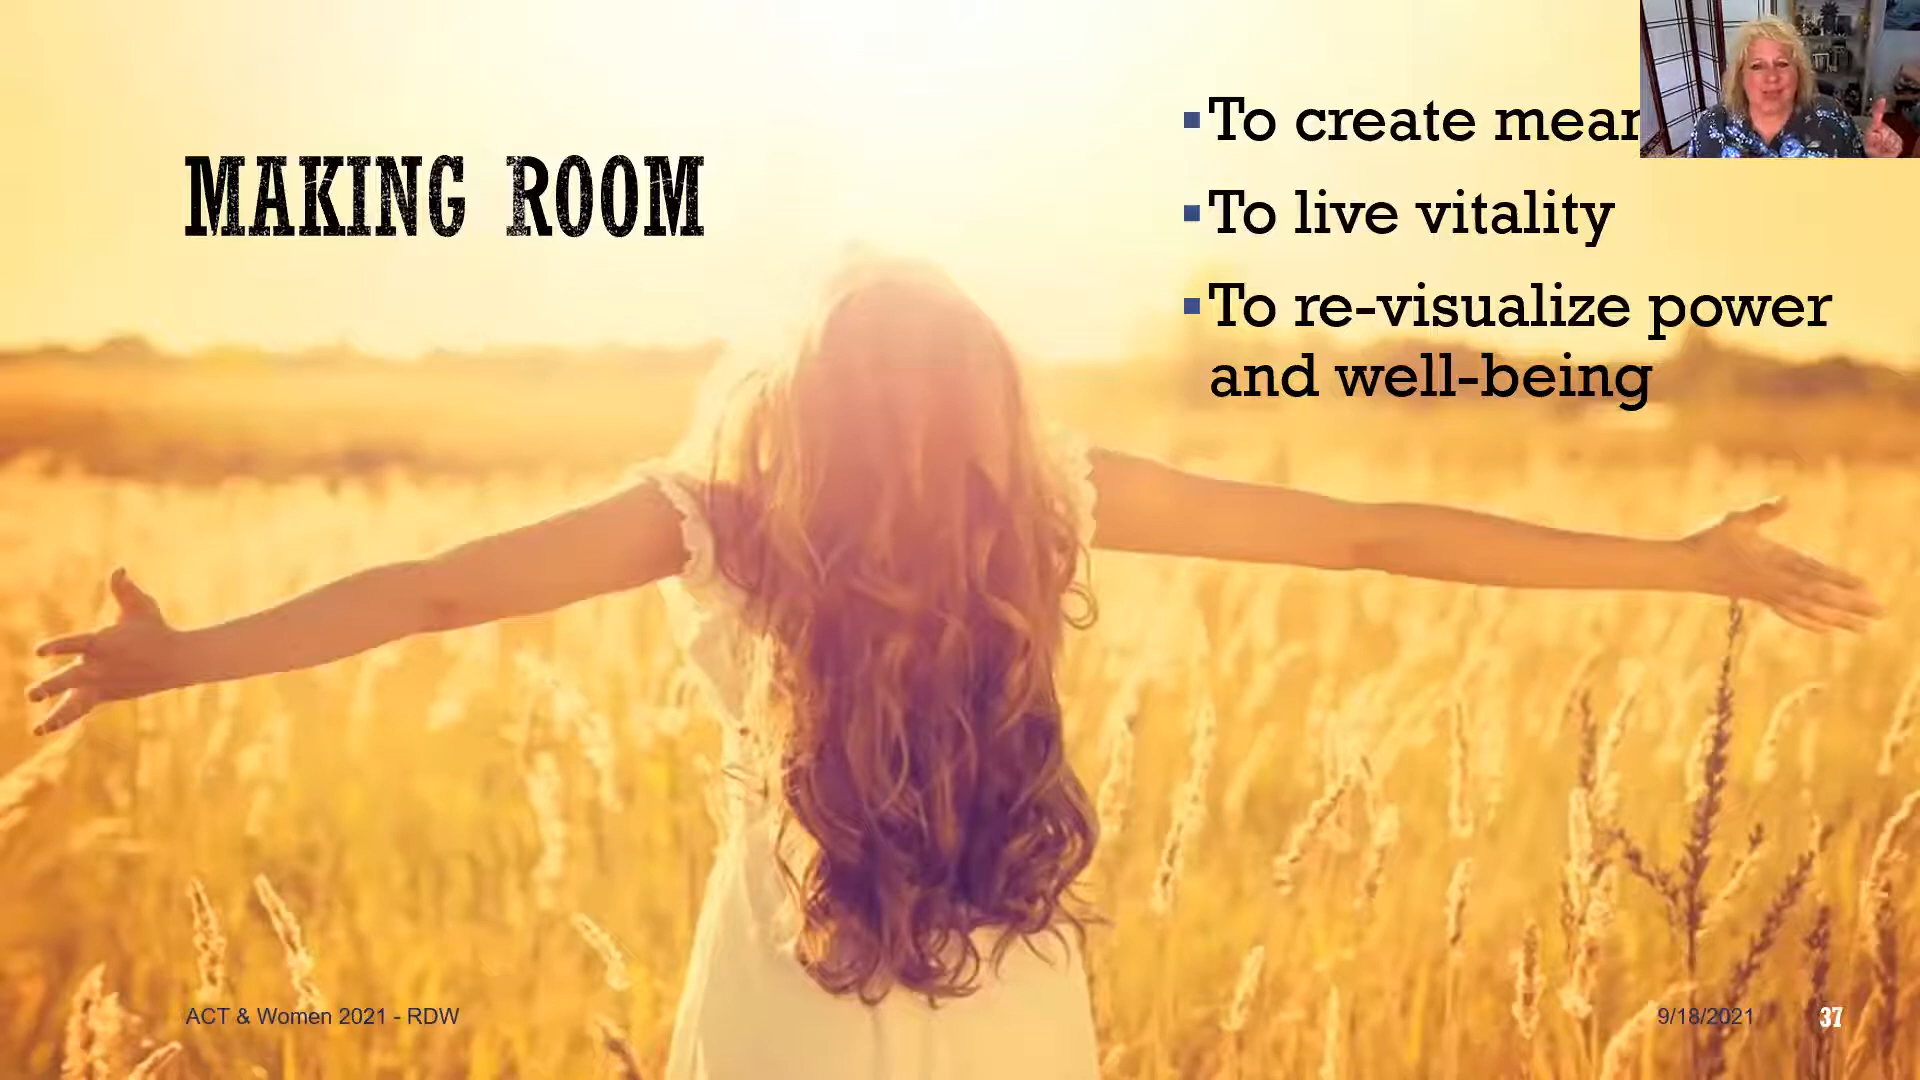 MAKING ROOM
To create
To live vitality
To re-visualize power
and well-being
ACT & Women 2021 - RDW
9/18/2021
37